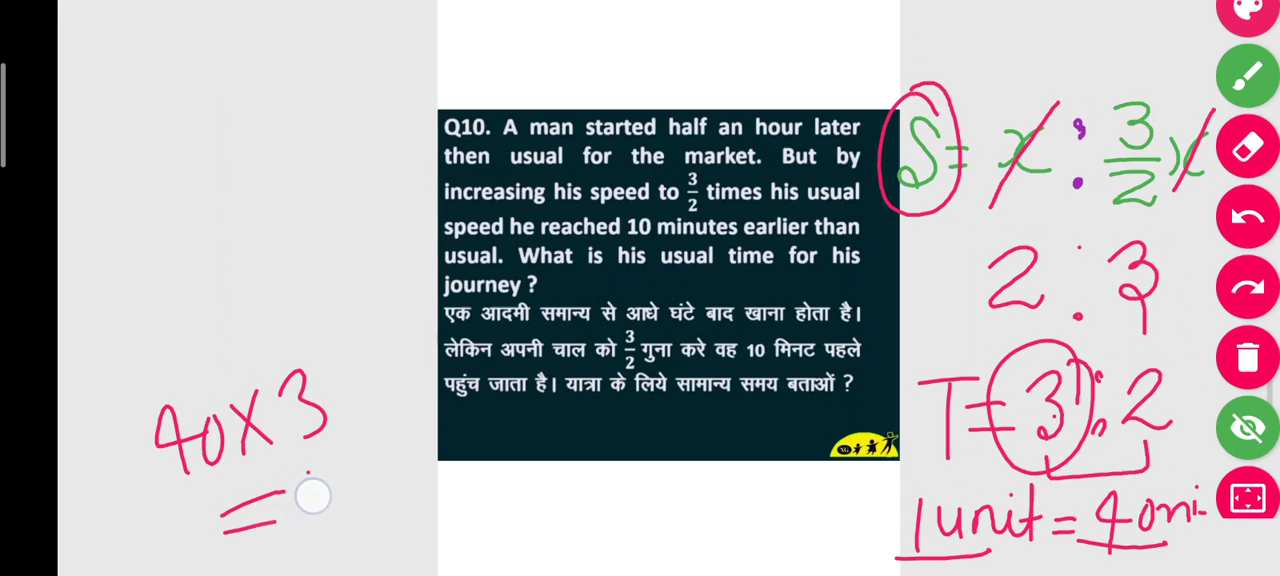 Q10. A man started half an hour later
then usual for the market. But by
increasing his speed to 3/2 times his usual
speed he reached 10 minutes earlier than
usual. What is his usual time for his
journey ?
एक आदमी समान्य से आधे घंटे बाद खाना होता है।
लेकिन अपनी चाल को 3/2 गुना करे वह 10 मिनट पहले
पहुंच जाता है। यात्रा के लिये सामान्य समय बताओं ?
S = x : 3/2 x
2 : 3
T = 3 : 2
1 unit = 40mi
40 x 3
=